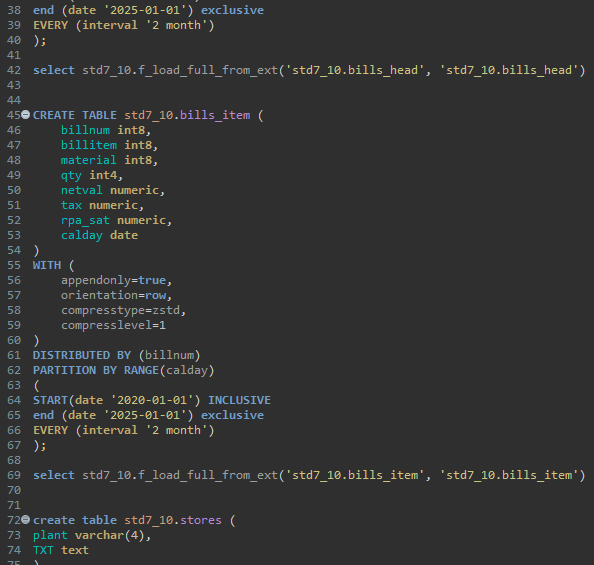 38 end (date '2025-01-01') exclusive
39 EVERY (interval '2 month')
40 );
41
42 select std7_10.f_load_full_from_ext('std7_10.bills_head', 'std7_10.bills_head')
43
44
45 CREATE TABLE std7_10.bills_item (
46 billnum int8,
47 billitem int8,
48 material int8,
49 qty int4,
50 netval numeric,
51 tax numeric,
52 rpa_sat numeric,
53 calday date
54 )
55 WITH (
56 appendonly=true,
57 orientation=row,
58 compresstype=zstd,
59 compresslevel=1
60 )
61 DISTRIBUTED BY (billnum)
62 PARTITION BY RANGE(calday)
63 (
64 START(date '2020-01-01') INCLUSIVE
65 end (date '2025-01-01') exclusive
66 EVERY (interval '2 month')
67 );
68
69 select std7_10.f_load_full_from_ext('std7_10.bills_item', 'std7_10.bills_item')
70
71
72 create table std7_10.stores (
73 plant varchar(4),
74 TXT text